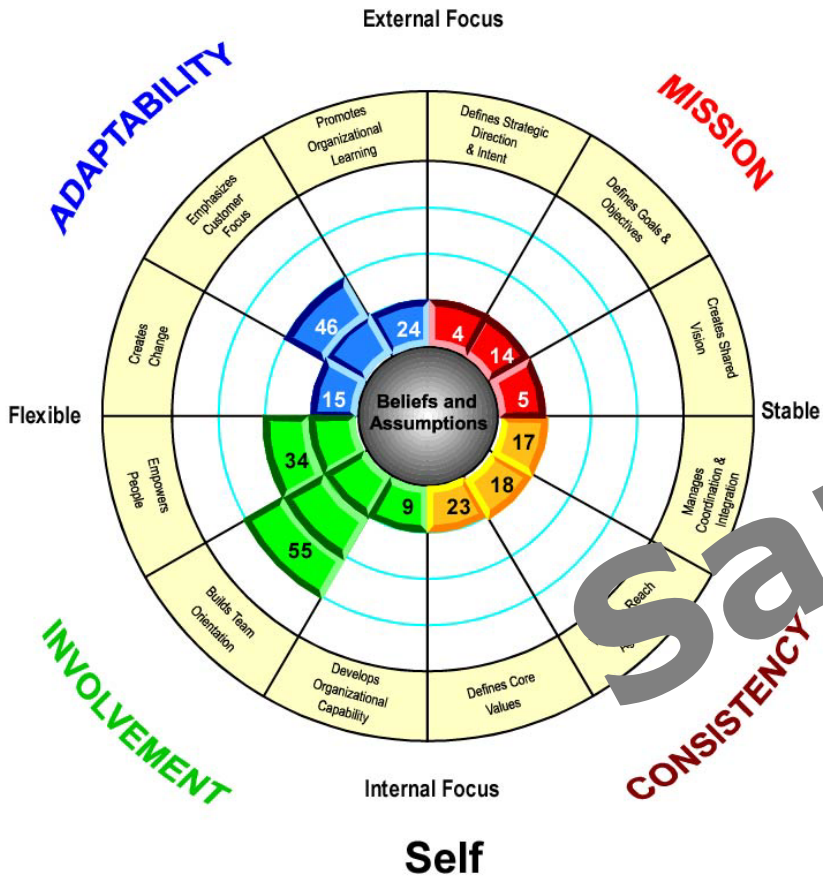 External Focus
ADAPTABILITY
MISSION
Promotes
Organizational
Learning
Defines Strategic
Direction
& Intent
Emphasizes
Customer
Focus
Defines Goals &
Objectives
Creates
Change
Creates Shared
Vision
46
24
4
14
15
5
Beliefs and
Assumptions
Flexible
Stable
34
17
18
9
23
55
Empowers
People
Manages
Coordination &
Integration
Builds Team
Orientation
Reach
Develops
Organizational
Capability
Defines Core
Values
INVOLVEMENT
CONSISTENCY
Internal Focus
Self